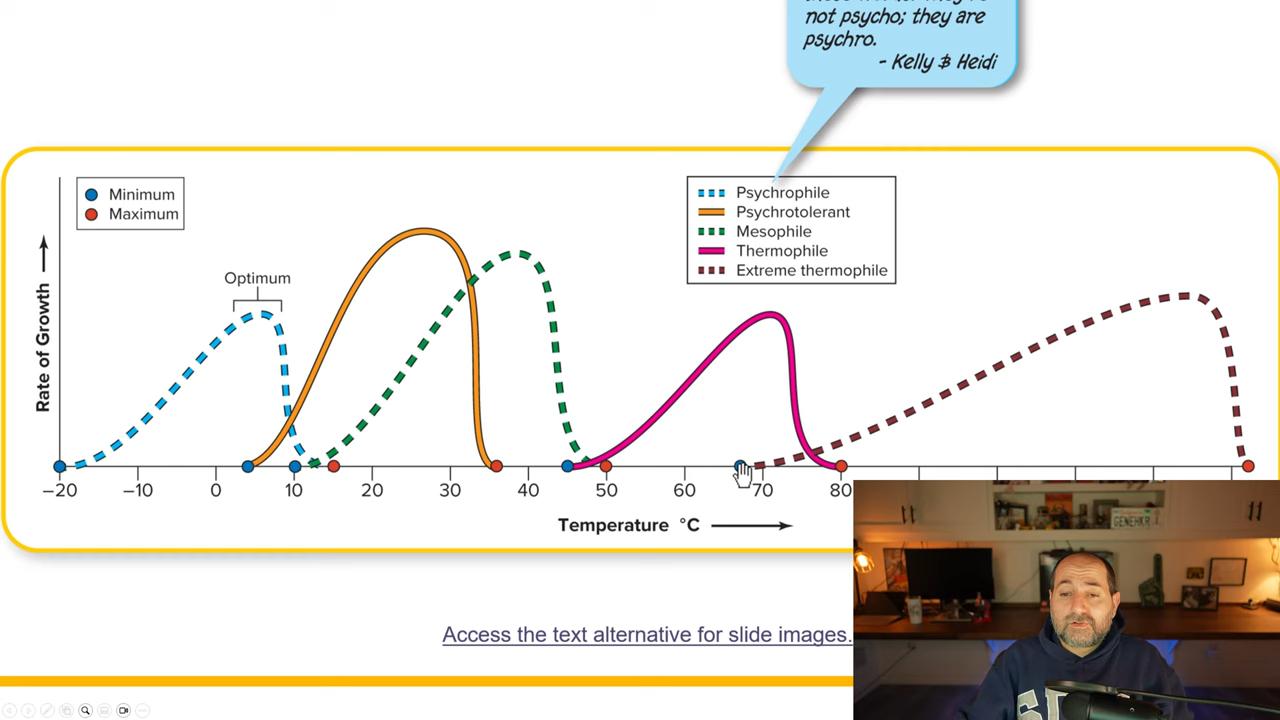 not psycho; they are
psychro.
- Kelly & Heidi
Minimum
Maximum
Psychrophile
Psychrotolerant
Mesophile
Thermophile
Extreme thermophile
Optimum
Rate of Growth
−20 −10 0 10 20 30 40 50 60 70 80
Temperature °C
GENEHKR
Access the text alternative for slide images.